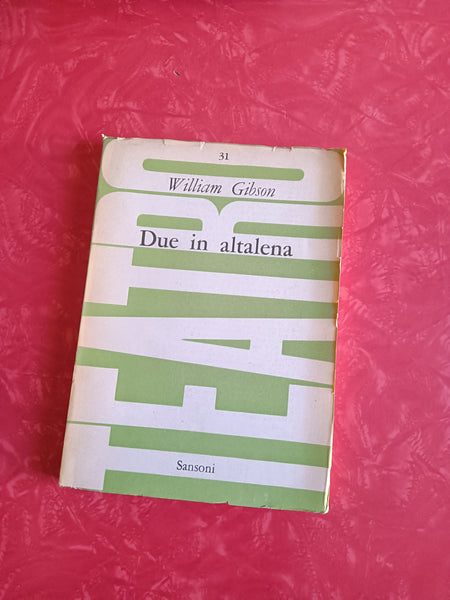 31
William Gibson
Due in altalena
TEATRO
Sansoni